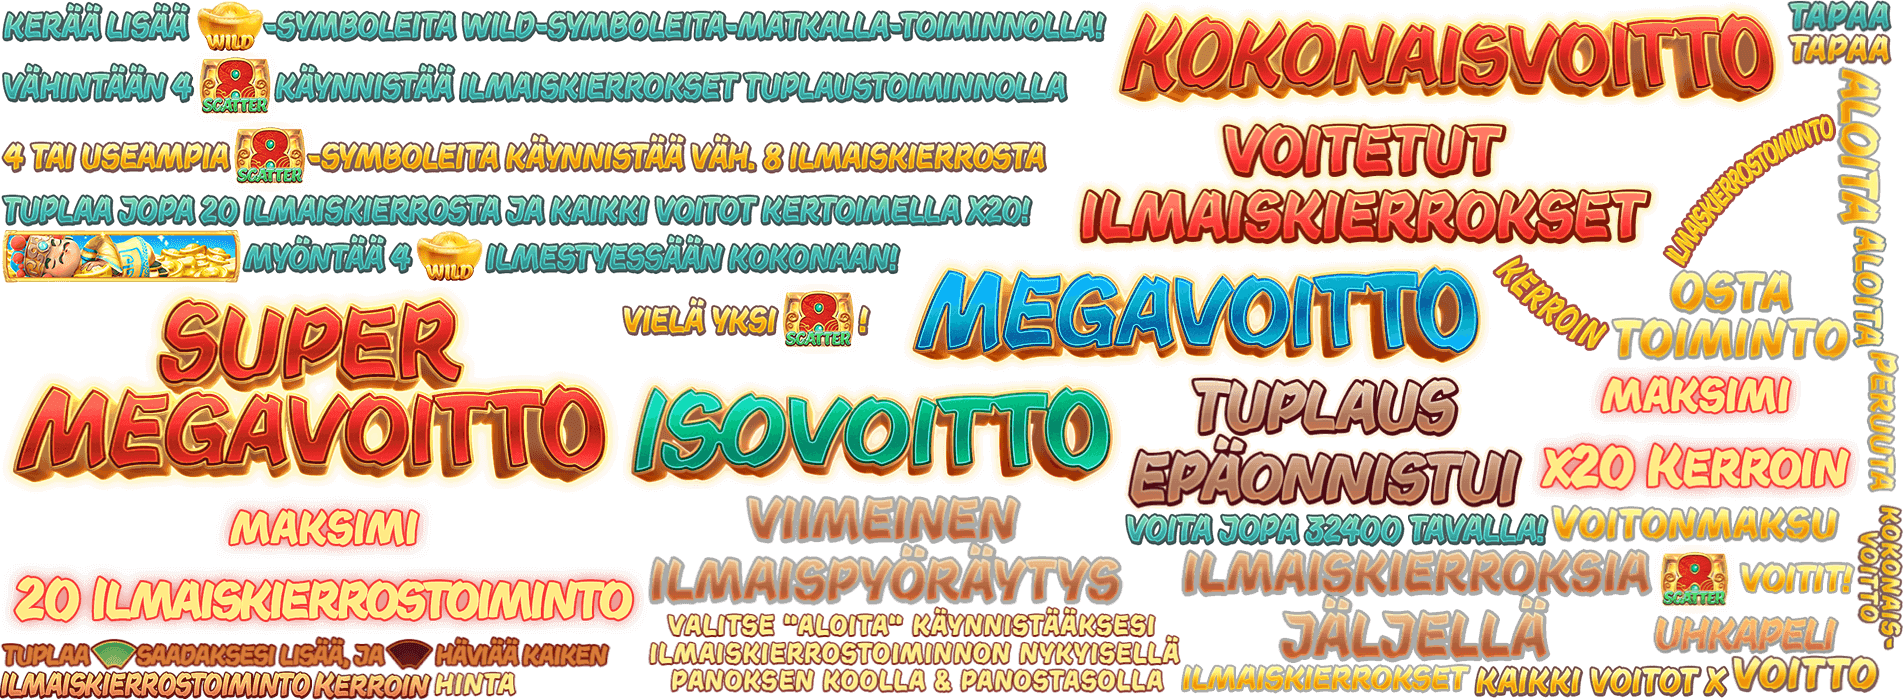 KERÄÄ LISÄÄ WILD-SYMBOLEITA WILD-SYMBOLEITA-MATKALLA-TOIMINNOLLA!
VÄHINTÄÄN 4 SCATTER KÄYNNISTÄÄ ILMAISKIERROKSET TUPLAUSTOIMINNOLLA
4 TAI USEAMPIA SCATTER-SYMBOLEITA KÄYNNISTÄÄ VÄH. 8 ILMAISKIERROSTA
TUPLAA JOPA 20 ILMAISKIERROSTA JA KAIKKI VOITOT KERTOIMELLA X20!
MYÖNTÄÄ 4 WILD ILMESTYESSÄÄN KOKONAAN!
KOKONAISVOITTO
VOITETUT
ILMAISKIERROKSET
TAPAA
TAPAA
ALOITA
ALOITA
PERUUTA
KOKONAIS-
VOITTO
ILMAISKIERROSTOIMINTO
KERROIN
OSTA
TOIMINTO
SUPER
MEGAVOITTO
VIELÄ YKSI SCATTER !
MEGAVOITTO
ISOVOITTO
TUPLAUS
EPÄONNISTUI
MAKSIMI
X20 KERROIN
VOITA JOPA 32400 TAVALLA!
VOITONMAKSU
MAKSIMI
20 ILMAISKIERROSTOIMINTO
VIIMEINEN
ILMAISPYÖRÄYTYS
ILMAISKIERROKSIA
JÄLJELLÄ
SCATTER VOITIT!
UHKAPELI
VALITSE "ALOITA" KÄYNNISTÄÄKSESI
ILMAISKIERROSTOIMINNON NYKYISELLÄ
PANOKSEN KOOLLA & PANOSTASOLLA
TUPLAA SAADAKSESI LISÄÄ, JA HÄVIÄÄ KAIKEN
ILMAISKIERROSTOIMINTO KERROIN HINTA
ILMAISKIERROKSET KAIKKI VOITOT X VOITTO